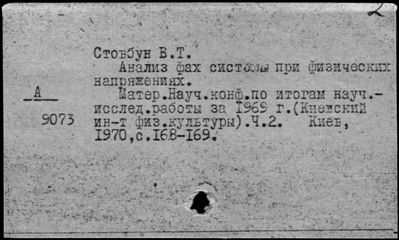 2
Стовбун В.Т.
Анализ фах системы при физических
напряжениях.
А
Матер.Науч.конф.по итогам науч.-
исслед.работы за 1969 г.(Киевский
9073
ин-т физ.культуры).Ч.2. Киев,
1970,с.168-169.